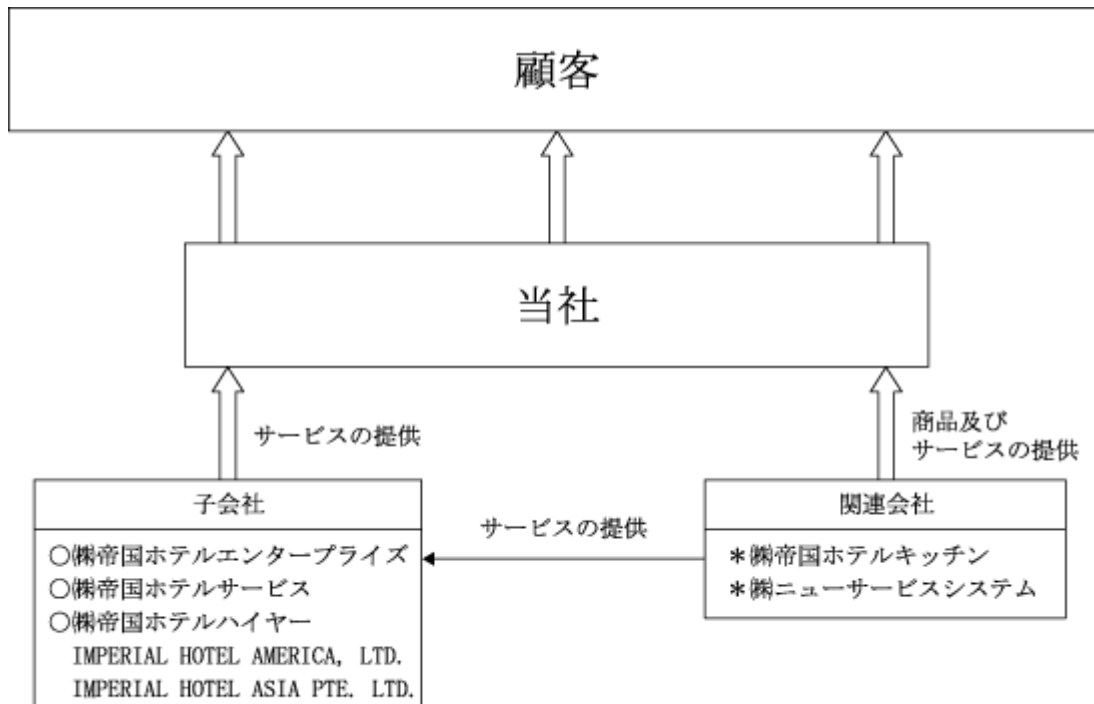 顧客
当社
サービスの提供
商品及び
サービスの提供
子会社
○㈱帝国ホテルエンタープライズ
○㈱帝国ホテルサービス
○㈱帝国ホテルハイヤー
IMPERIAL HOTEL AMERICA, LTD.
IMPERIAL HOTEL ASIA PTE. LTD.
サービスの提供
関連会社
＊㈱帝国ホテルキッチン
＊㈱ニューサービスシステム